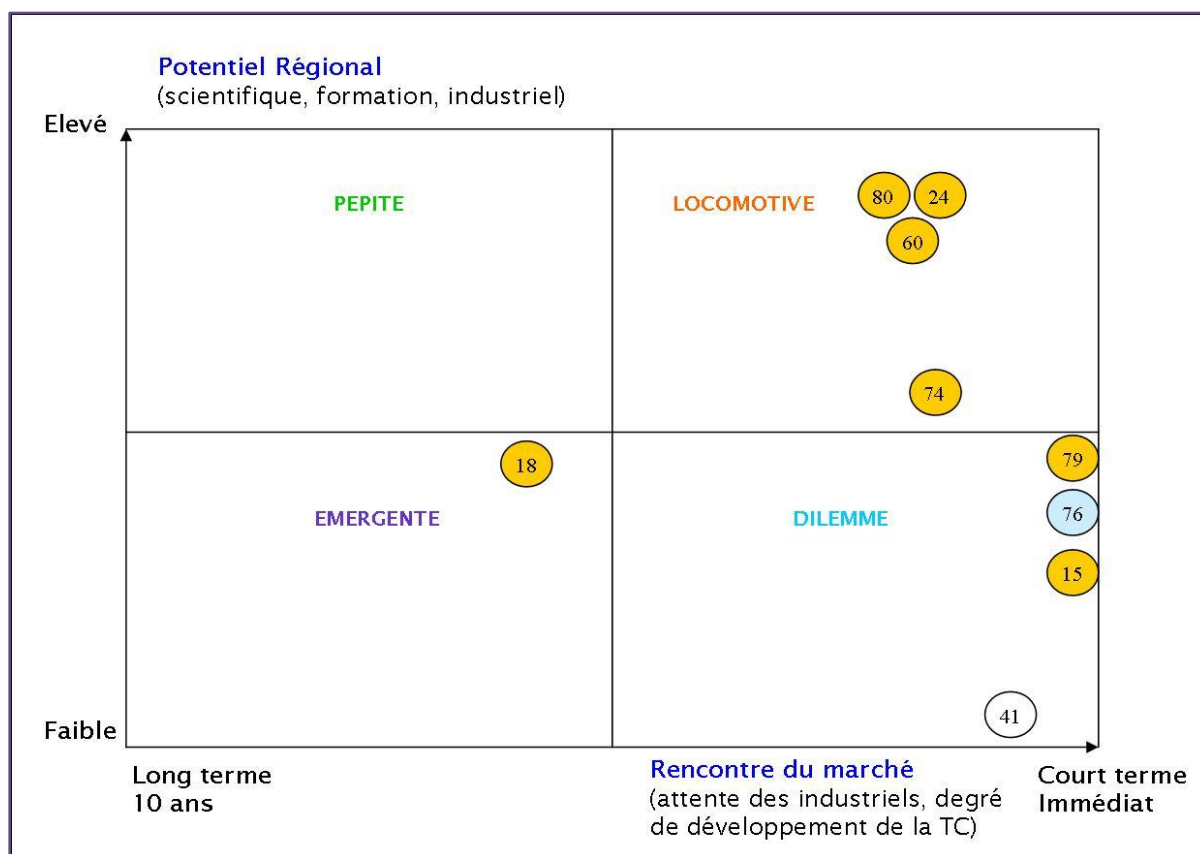 Potentiel Régional
(scientifique, formation, industriel)
Elevé
PEPITE
LOCOMOTIVE
80
24
60
74
18
79
EMERGENTE
DILEMME
76
15
41
Faible
Long terme
10 ans
Rencontre du marché
(attente des industriels, degré
de développement de la TC)
Court terme
Immédiat